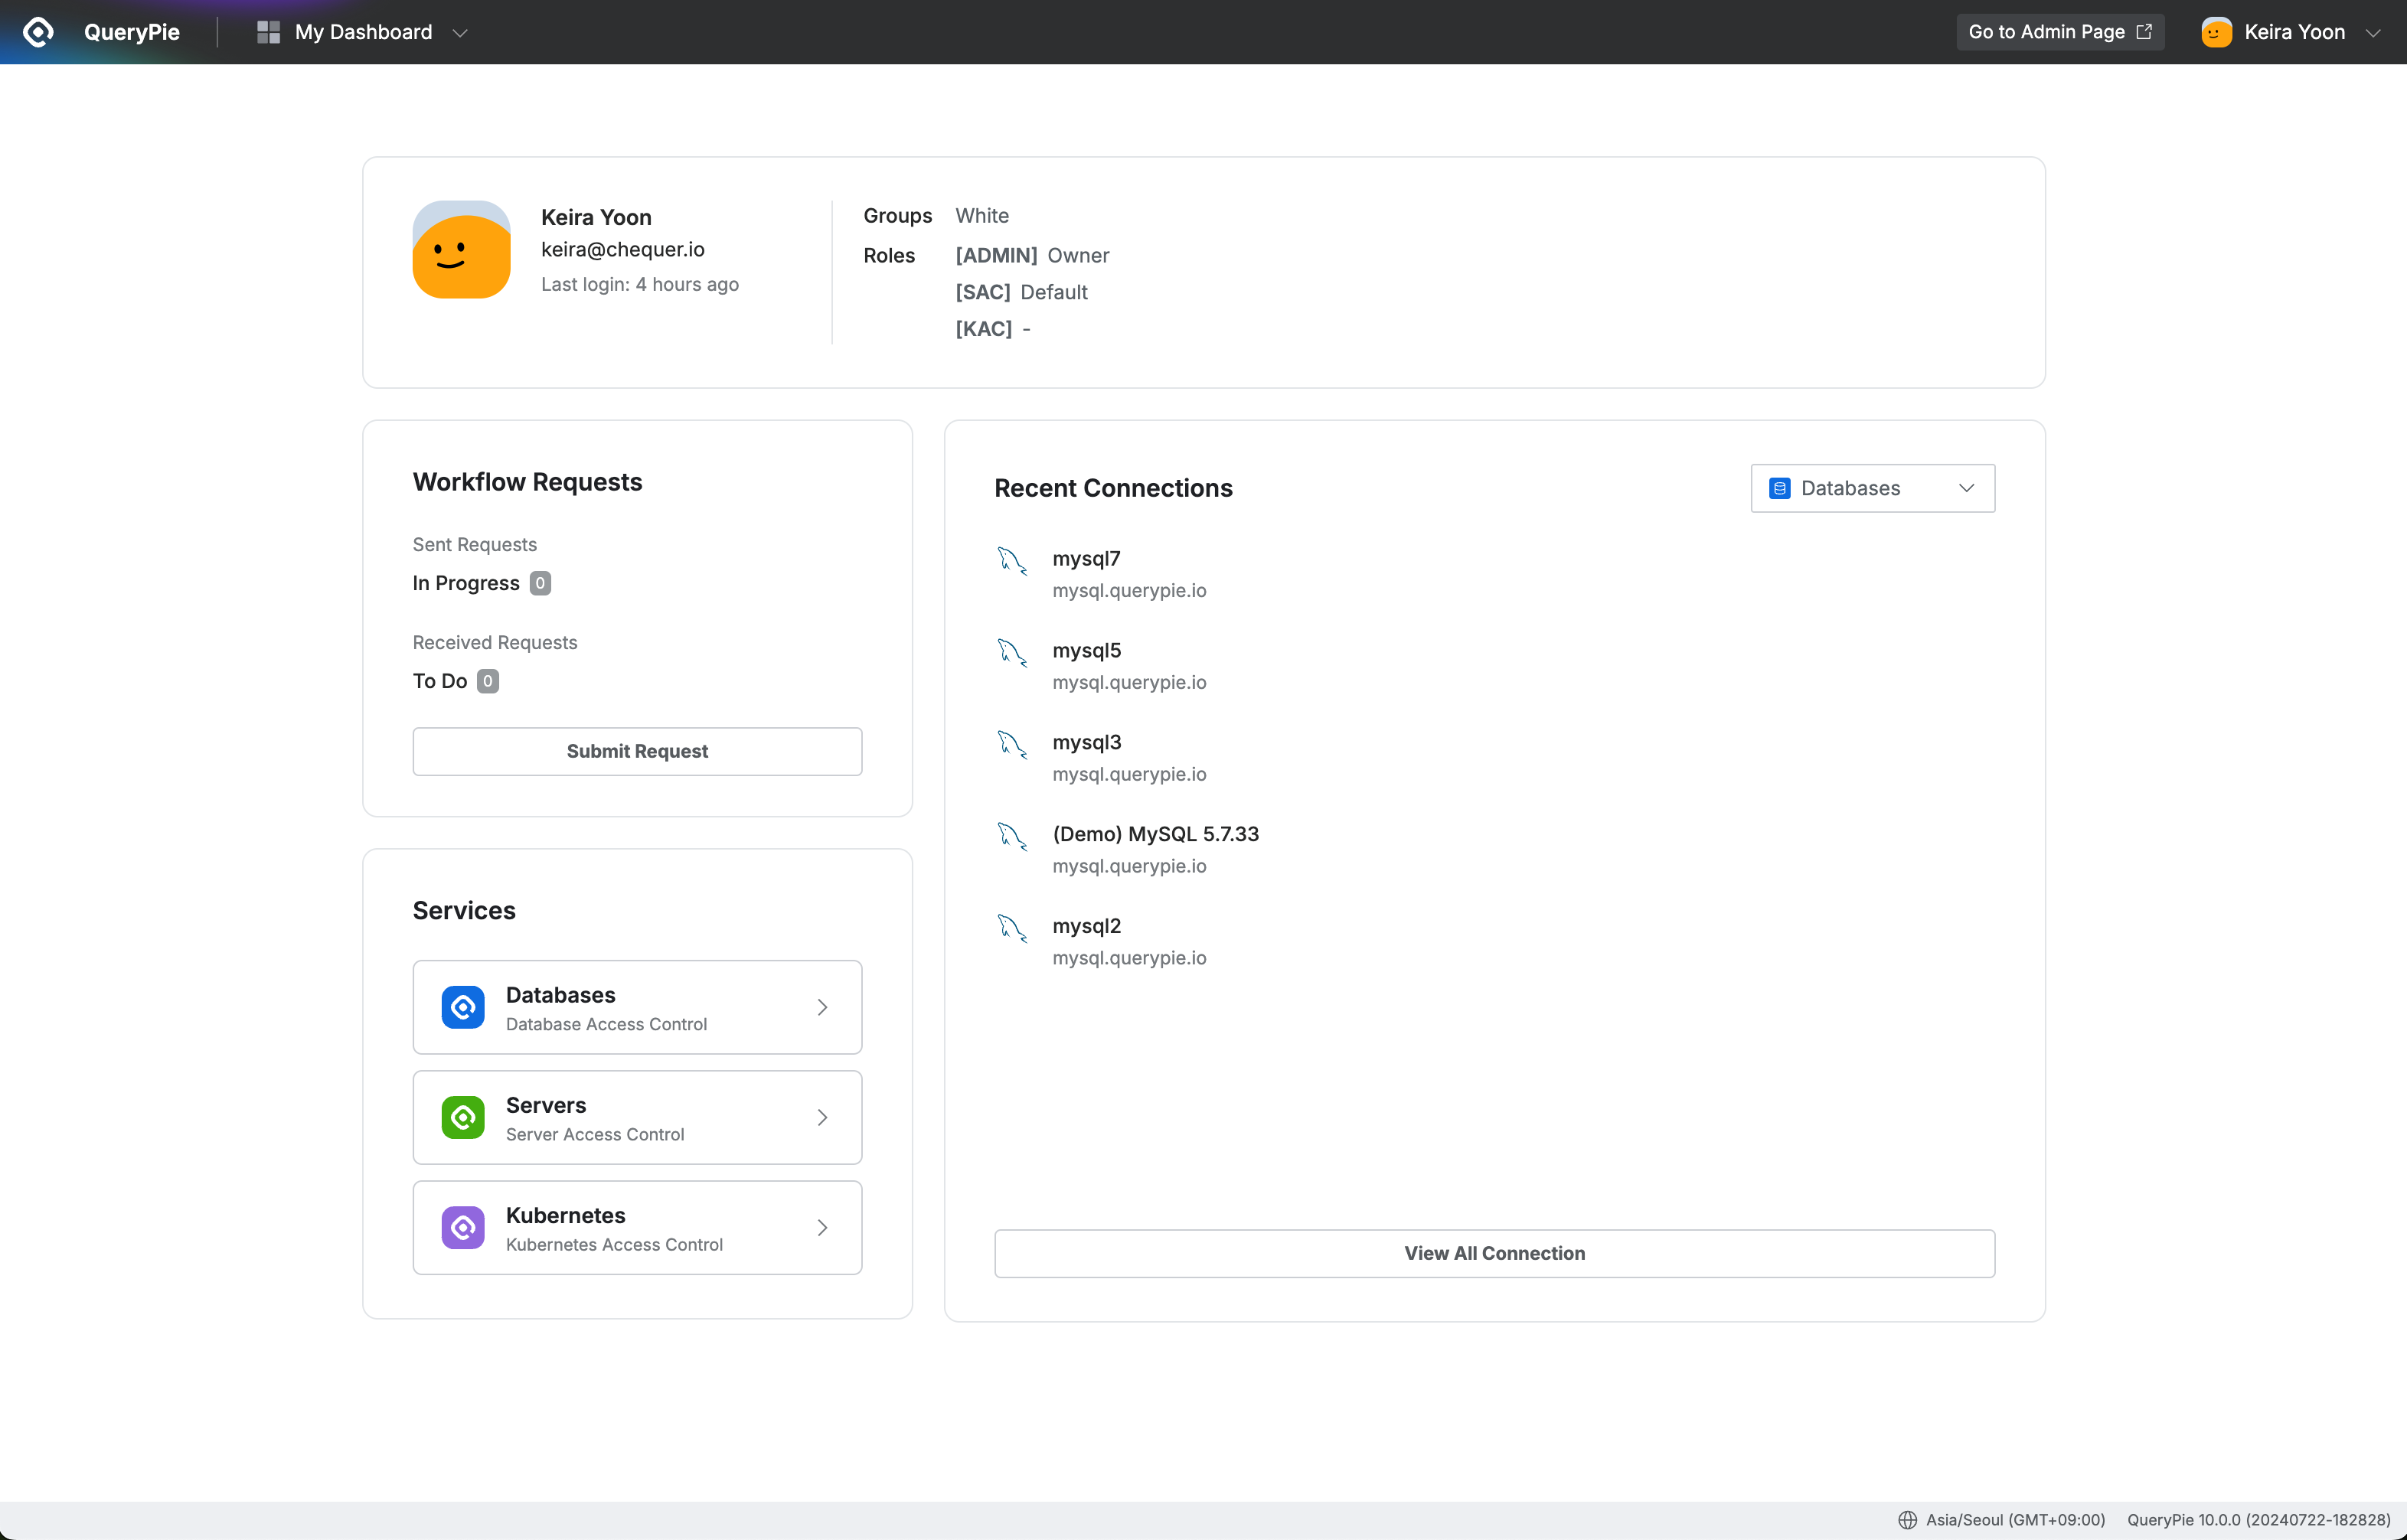 QueryPie
My Dashboard
Go to Admin Page
Keira Yoon
Keira Yoon
keira@chequer.io
Last login: 4 hours ago
Groups White
Roles [ADMIN] Owner
[SAC] Default
[KAC] -
Workflow Requests
Sent Requests
In Progress 0
Received Requests
To Do 0
Submit Request
Services
Databases
Database Access Control
Servers
Server Access Control
Kubernetes
Kubernetes Access Control
Recent Connections
Databases
mysql7
mysql.querypie.io
mysql5
mysql.querypie.io
mysql3
mysql.querypie.io
(Demo) MySQL 5.7.33
mysql.querypie.io
mysql2
mysql.querypie.io
View All Connection
Asia/Seoul (GMT+09:00) QueryPie 10.0.0 (20240722-182828)